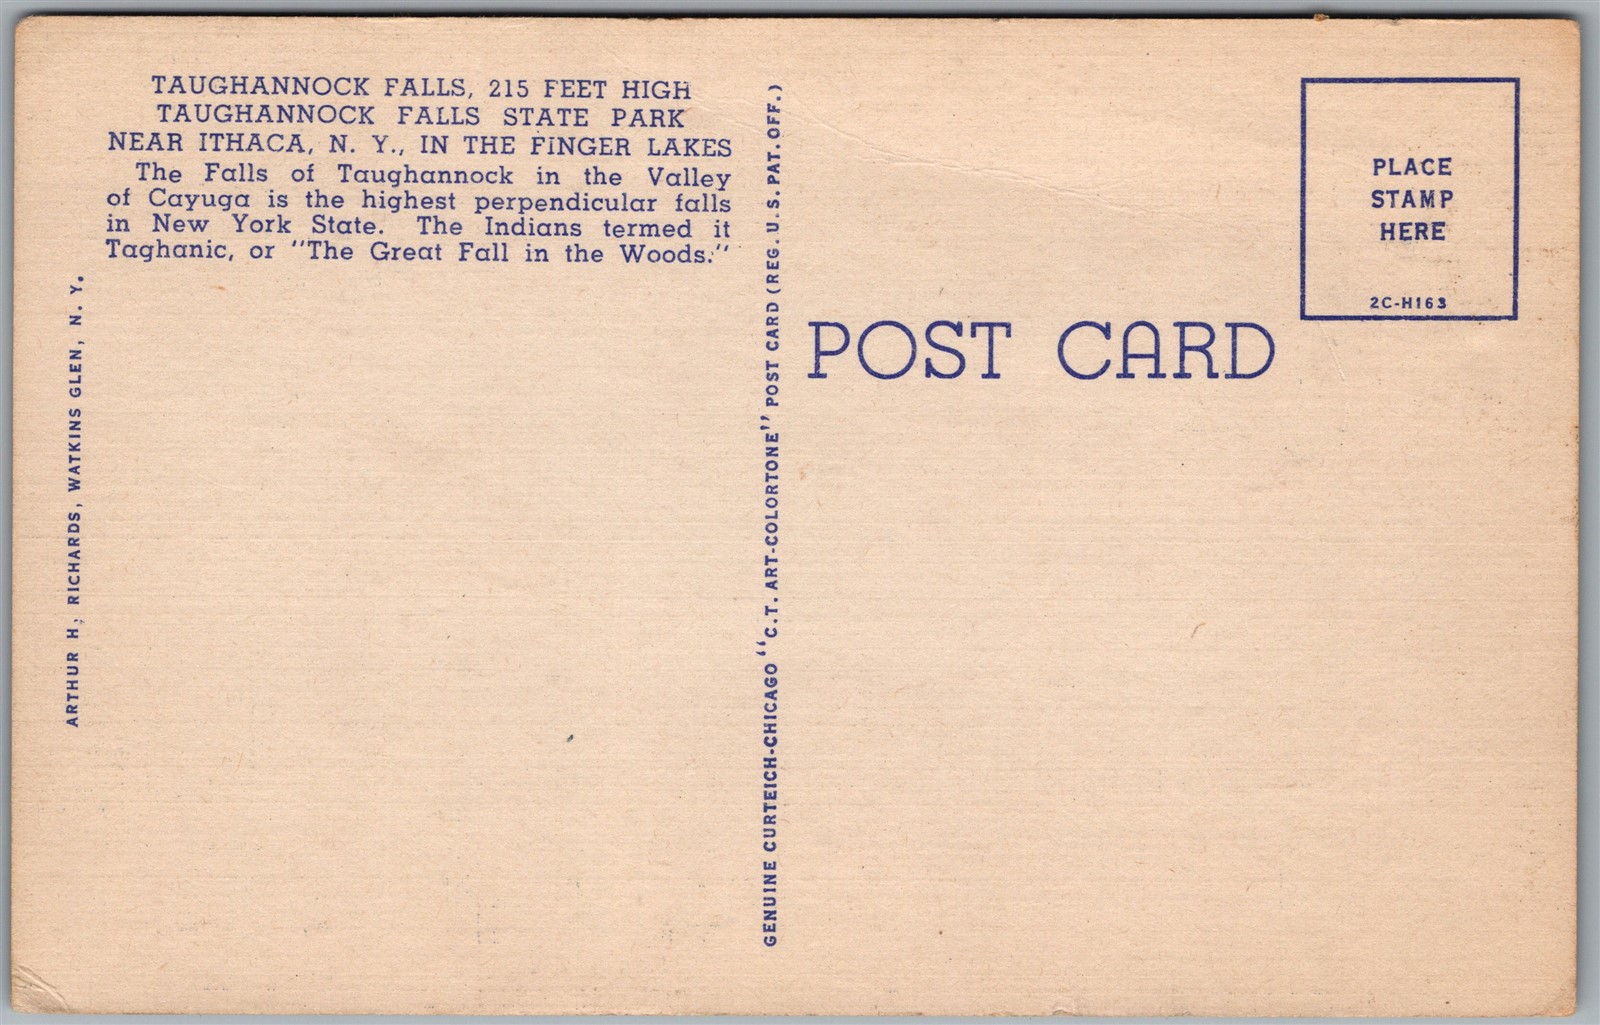 TAUGHANNOCK FALLS, 215 FEET HIGH
TAUGHANNOCK FALLS STATE PARK
NEAR ITHACA, N. Y., IN THE FINGER LAKES
The Falls of Taughannock in the Valley
of Cayuga is the highest perpendicular falls
in New York State. The Indians termed it
Taghanic, or "The Great Fall in the Woods."
ARTHUR H. RICHARDS, WATKINS GLEN, N. Y.
GENUINE CURTEICH-CHICAGO "C.T. ART-COLORTONE" POST CARD (REG. U.S. PAT. OFF.)
POST CARD
PLACE
STAMP
HERE
2C-H163